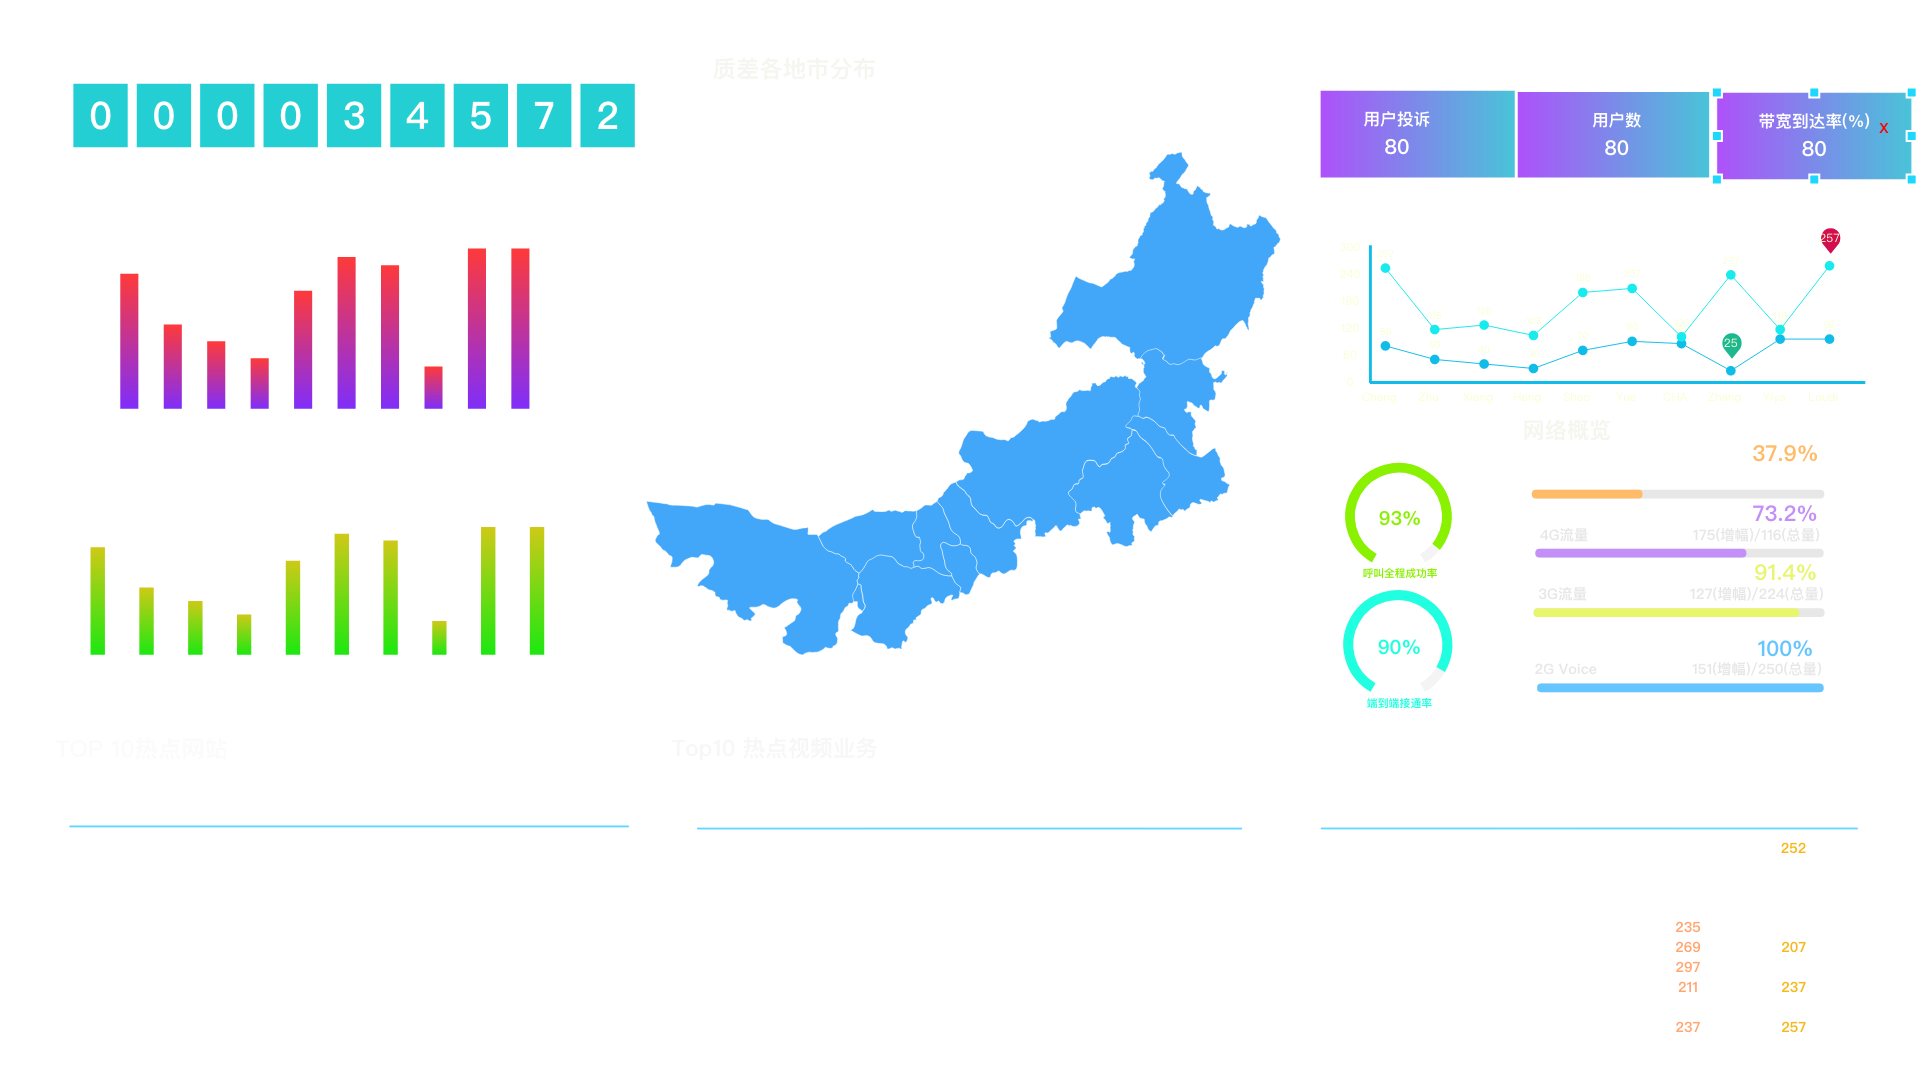 质差各地市分布
0 0 0 0 3 4 5 7 2
用户投诉
80
用户数
80
带宽到达率(%)
x
80
257
240
25
0
网络概览
37.9%
93%
呼叫全程成功率
73.2%
4G流量
175(增幅)/116(总量)
91.4%
3G流量
127(增幅)/224(总量)
90%
端到端接通率
100%
2G Voice
151(增幅)/250(总量)
TOP 10热点网站
Top10 热点视频业务
252
235
269
207
297
211
237
237
257